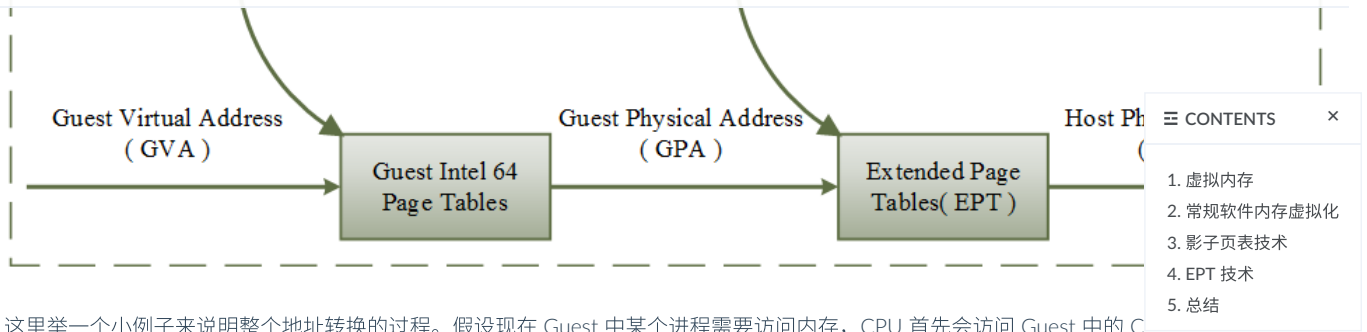 Guest Virtual Address
( GVA )
Guest Intel 64
Page Tables
Guest Physical Address
( GPA )
Extended Page
Tables( EPT )
Host Ph
(
CONTENTS
1. 虚拟内存
2. 常规软件内存虚拟化
3. 影子页表技术
4. EPT 技术
5. 总结
这里举一个小例子来说明整个地址转换的过程。假设现在 Guest 中某个进程需要访问内存，CPU 首先会访问 Guest 中的 C